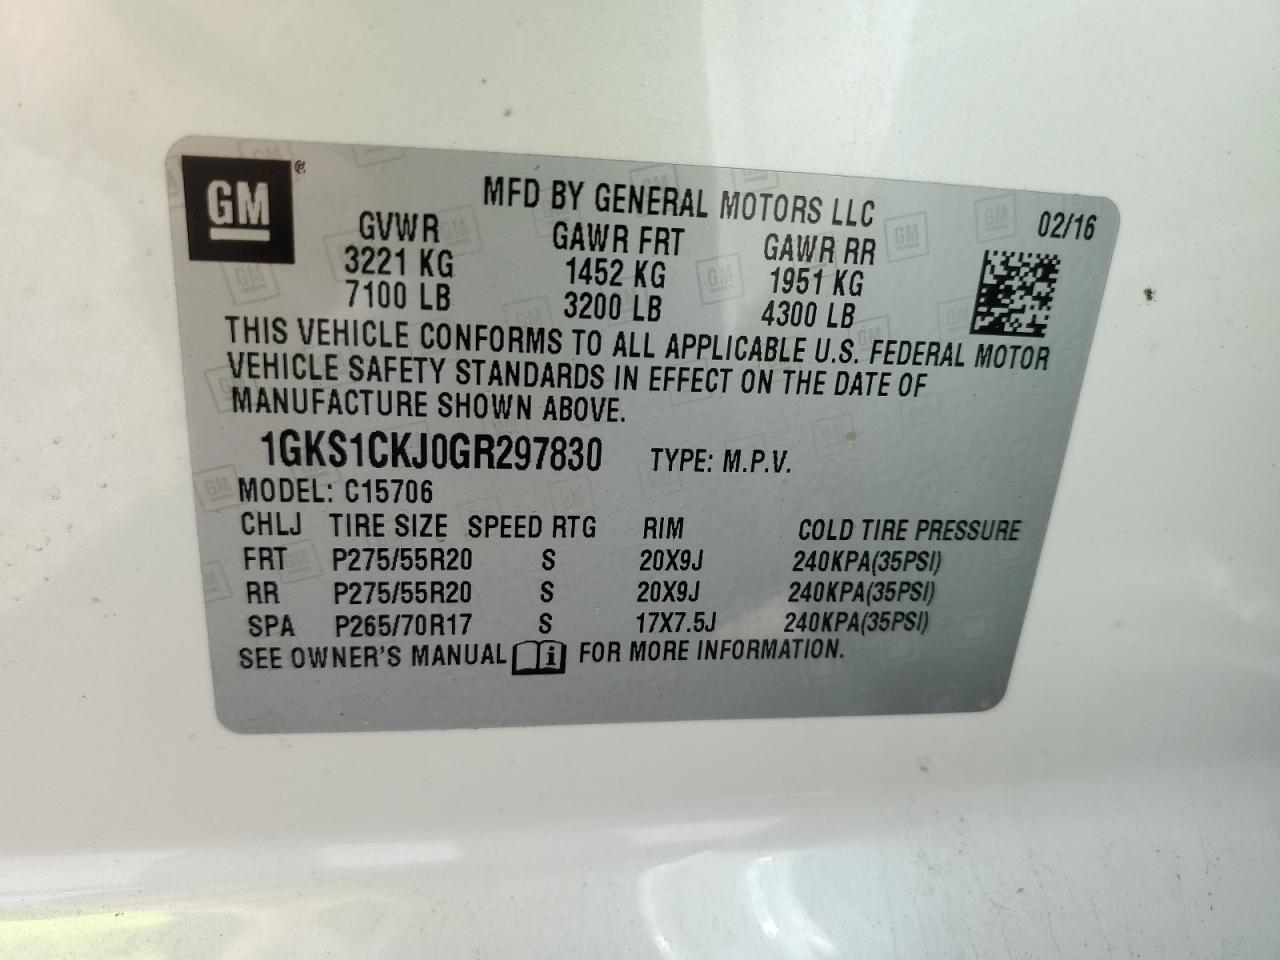 GM ®
MFD BY GENERAL MOTORS LLC 02/16
GVWR GAWR FRT GAWR RR
3221 KG 1452 KG 1951 KG
7100 LB 3200 LB 4300 LB
THIS VEHICLE CONFORMS TO ALL APPLICABLE U.S. FEDERAL MOTOR
VEHICLE SAFETY STANDARDS IN EFFECT ON THE DATE OF
MANUFACTURE SHOWN ABOVE.
1GKS1CKJ0GR297830 TYPE: M.P.V.
MODEL: C15706
CHLJ TIRE SIZE SPEED RTG RIM COLD TIRE PRESSURE
FRT P275/55R20 S 20X9J 240KPA(35PSI)
RR P275/55R20 S 20X9J 240KPA(35PSI)
SPA P265/70R17 S 17X7.5J 240KPA(35PSI)
SEE OWNER'S MANUAL i FOR MORE INFORMATION.